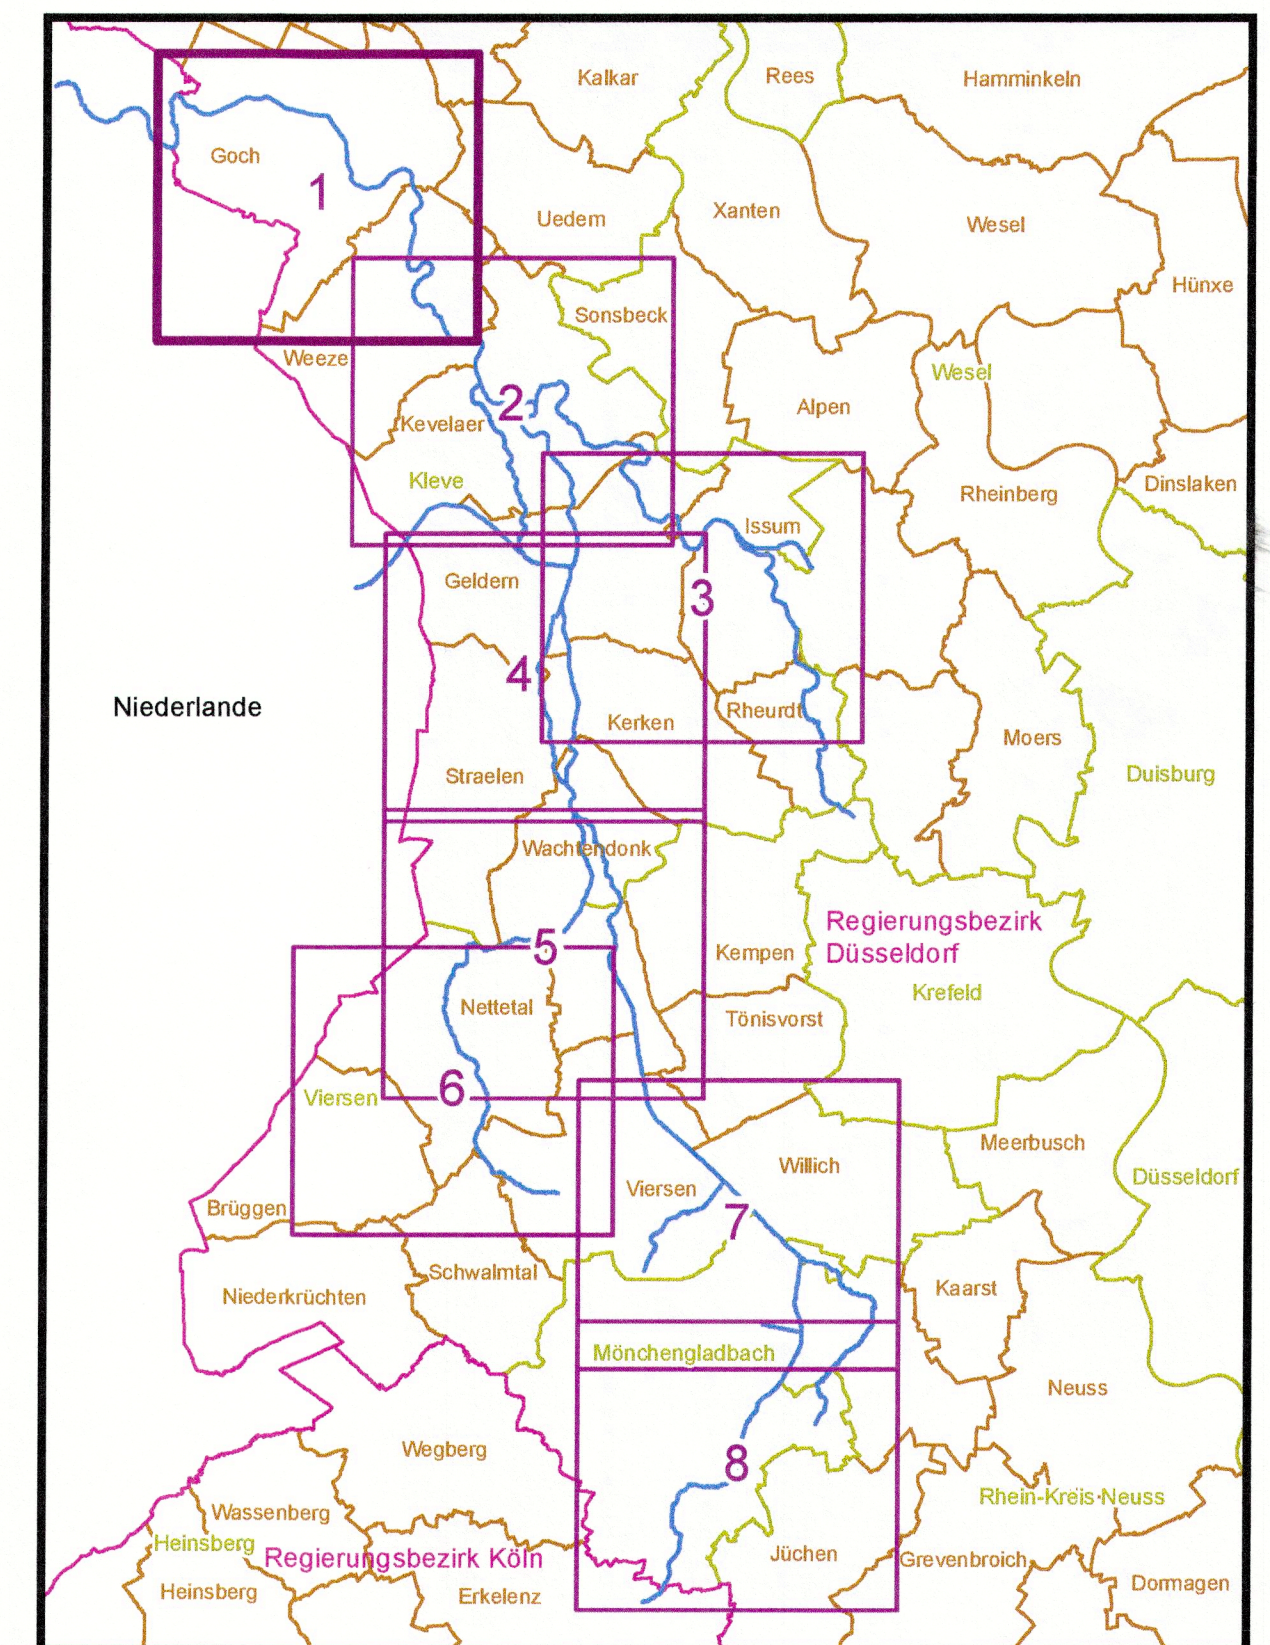 Kalkar
Rees
Hamminkeln
Goch
1
Uedem
Xanten
Wesel
Hünxe
Sonsbeck
Weeze
Wesel
2
Alpen
Kevelaer
Kleve
Rheinberg
Dinslaken
Issum
Geldern
3
4
Niederlande
Kerken
Rheurdt
Moers
Straelen
Duisburg
Wachtendonk
Regierungsbezirk
Düsseldorf
5
Kempen
Krefeld
Nettetal
Tönisvorst
6
Viersen
Meerbusch
Willich
Düsseldorf
Viersen
Brüggen
7
Schwalmtal
Kaarst
Niederkrüchten
Mönchengladbach
Neuss
Wegberg
8
Rhein-Kreis-Neuss
Wassenberg
Heinsberg
Regierungsbezirk Köln
Jüchen
Grevenbroich
Dormagen
Heinsberg
Erkelenz